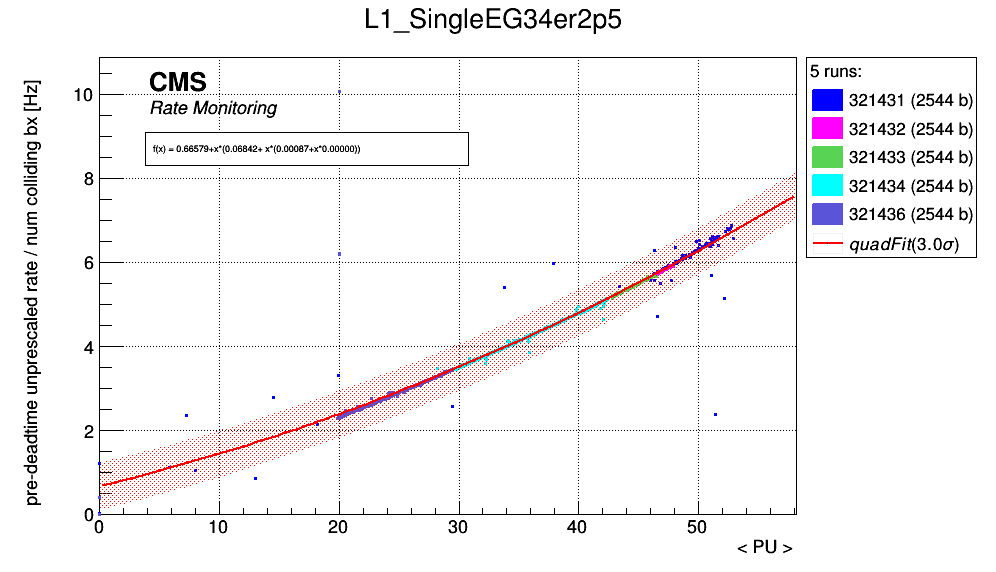 L1_SingleEG34er2p5
pre-deadtime unprescaled rate / num colliding bx [Hz]
CMS
Rate Monitoring
f(x) = 0.66579+x*(0.06842+ x*(0.00087+x*0.00000))
10
8
6
4
2
0
0 10 20 30 40 50
< PU >
5 runs:
321431 (2544 b)
321432 (2544 b)
321433 (2544 b)
321434 (2544 b)
321436 (2544 b)
quadFit(3.0σ)